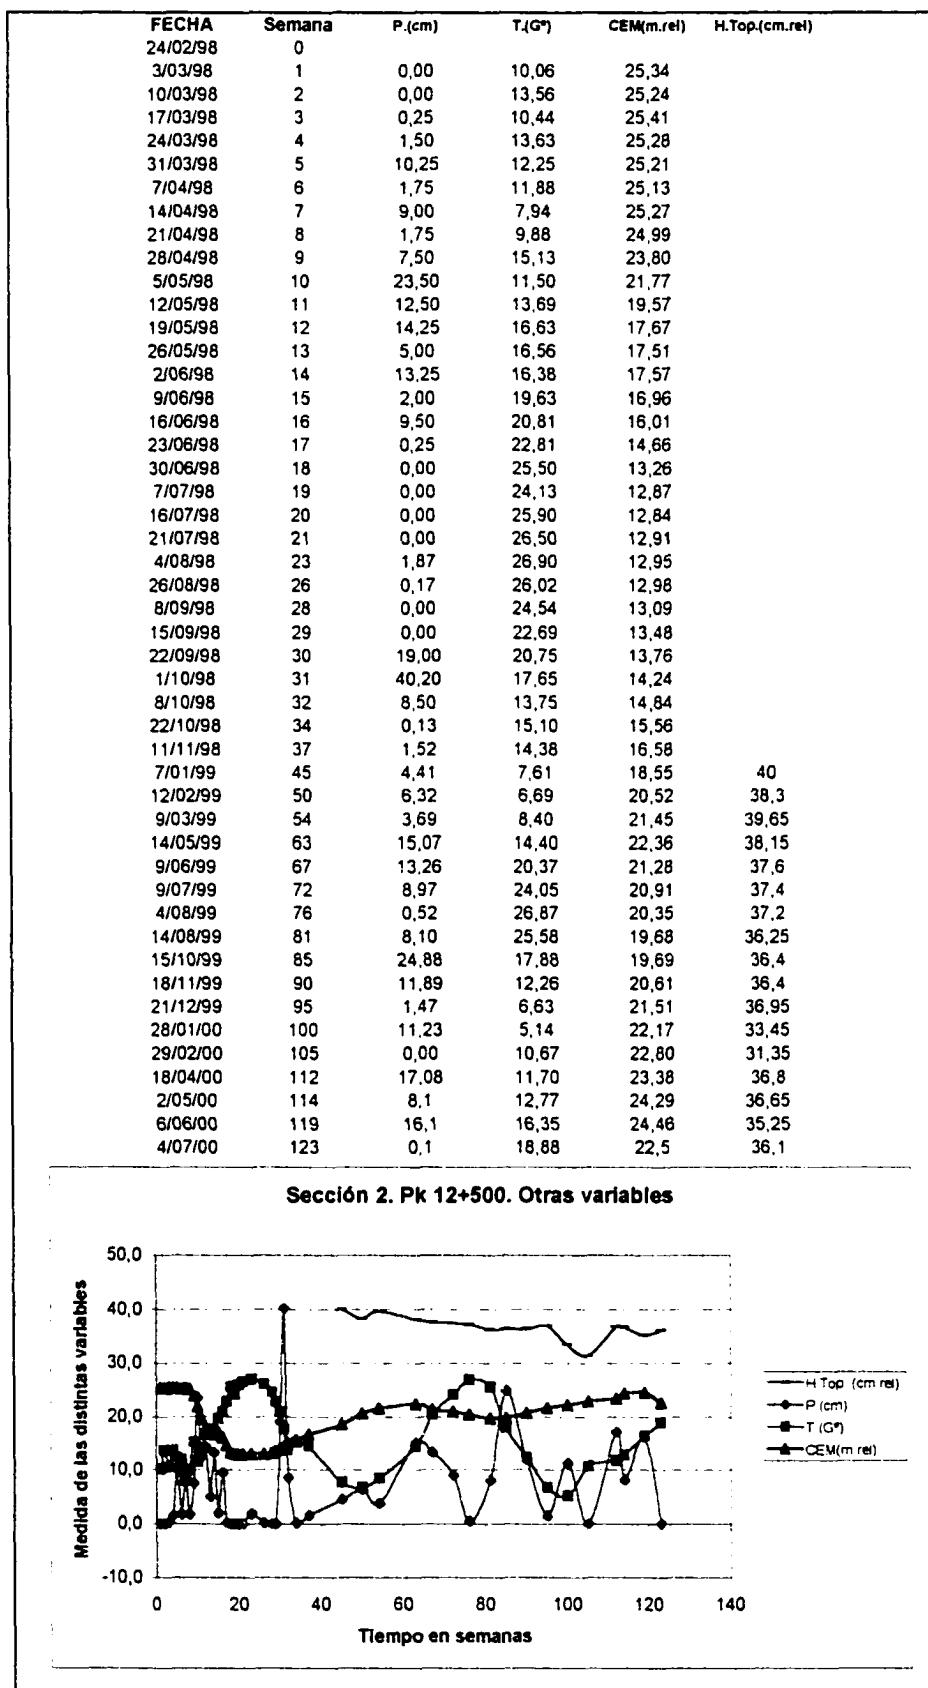 FECHA Semana P.(cm) T.(Gº) CEM(m.rel) H.Top.(cm.rel)
24/02/98 0
3/03/98 1 0,00 10,06 25,34
10/03/98 2 0,00 13,56 25,24
17/03/98 3 0,25 10,44 25,41
24/03/98 4 1,50 13,63 25,28
31/03/98 5 10,25 12,25 25,21
7/04/98 6 1,75 11,88 25,13
14/04/98 7 9,00 7,94 25,27
21/04/98 8 1,75 9,88 24,99
28/04/98 9 7,50 15,13 23,80
5/05/98 10 23,50 11,50 21,77
12/05/98 11 12,50 13,69 19,57
19/05/98 12 14,25 16,63 17,67
26/05/98 13 5,00 16,56 17,51
2/06/98 14 13,25 16,38 17,57
9/06/98 15 2,00 19,63 16,96
16/06/98 16 9,50 20,81 16,01
23/06/98 17 0,25 22,81 14,66
30/06/98 18 0,00 25,50 13,26
7/07/98 19 0,00 24,13 12,87
16/07/98 20 0,00 25,90 12,84
21/07/98 21 0,00 26,50 12,91
4/08/98 23 1,87 26,90 12,95
26/08/98 26 0,17 26,02 12,98
8/09/98 28 0,00 24,54 13,09
15/09/98 29 0,00 22,69 13,48
22/09/98 30 19,00 20,75 13,76
1/10/98 31 40,20 17,65 14,24
8/10/98 32 8,50 13,75 14,84
22/10/98 34 0,13 15,10 15,56
11/11/98 37 1,52 14,38 16,58
7/01/99 45 4,41 7,61 18,55 40
12/02/99 50 6,32 6,69 20,52 38,3
9/03/99 54 3,69 8,40 21,45 39,65
14/05/99 63 15,07 14,40 22,36 38,15
9/06/99 67 13,26 20,37 21,28 37,6
9/07/99 72 8,97 24,05 20,91 37,4
4/08/99 76 0,52 26,87 20,35 37,2
14/08/99 81 8,10 25,58 19,68 36,25
15/10/99 85 24,88 17,88 19,69 36,4
18/11/99 90 11,89 12,26 20,61 36,4
21/12/99 95 1,47 6,63 21,51 36,95
28/01/00 100 11,23 5,14 22,17 33,45
29/02/00 105 0,00 10,67 22,80 31,35
18/04/00 112 17,08 11,70 23,38 36,8
2/05/00 114 8,1 12,77 24,29 36,65
6/06/00 119 16,1 16,35 24,46 35,25
4/07/00 123 0,1 18,88 22,5 36,1
Sección 2. Pk 12+500. Otras variables
Medida de las distintas variables
50,0
40,0
30,0
20,0
10,0
0,0
-10,0
0 20 40 60 80 100 120 140
Tiempo en semanas
H Top (cm rel)
P (cm)
T (Gº)
CEM(m rel)